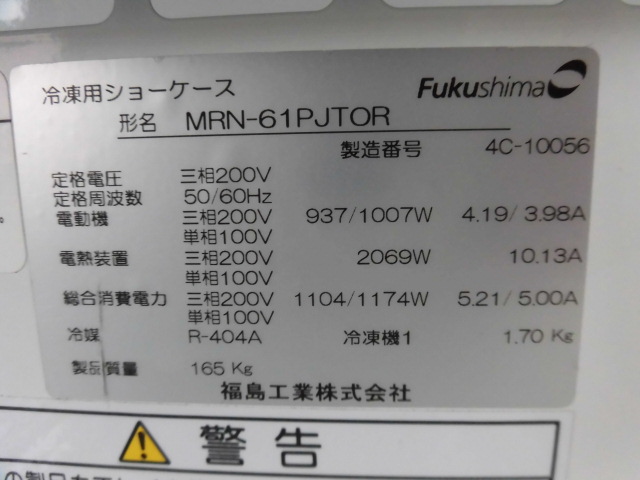 冷凍用ショーケース Fukushima
形名 MRN-61PJTOR
製造番号 4C-10056
定格電圧 三相200V
定格周波数 50/60Hz
電動機 三相200V 937/1007W 4.19/3.98A
単相100V
電熱装置 三相200V 2069W 10.13A
単相100V
総合消費電力 三相200V 1104/1174W 5.21/5.00A
単相100V
冷媒 R-404A 冷凍機1 1.70Kg
製品質量 165Kg
福島工業株式会社
警告